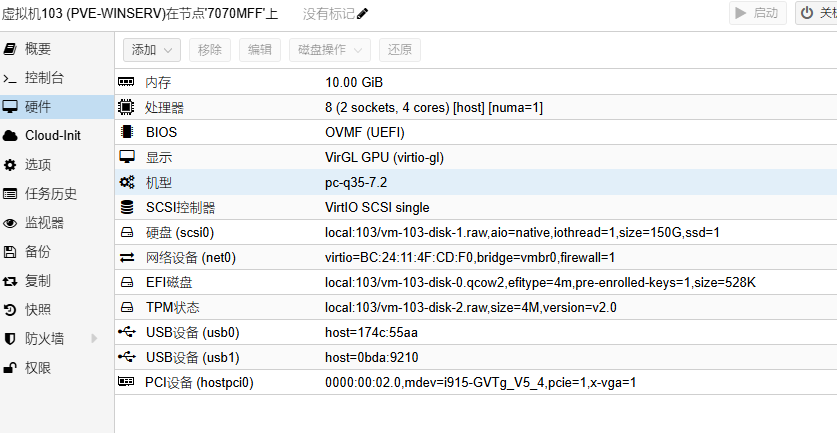 虚拟机103 (PVE-WINSERV)在节点'7070MFF'上 没有标记 启动 关机
添加 移除 编辑 磁盘操作 还原
概要
控制台
硬件
Cloud-Init
选项
任务历史
监视器
备份
复制
快照
防火墙
权限
内存 10.00 GiB
处理器 8 (2 sockets, 4 cores) [host] [numa=1]
BIOS OVMF (UEFI)
显示 VirGL GPU (virtio-gl)
机型 pc-q35-7.2
SCSI控制器 VirtIO SCSI single
硬盘 (scsi0) local:103/vm-103-disk-1.raw,aio=native,iothread=1,size=150G,ssd=1
网络设备 (net0) virtio=BC:24:11:4F:CD:F0,bridge=vmbr0,firewall=1
EFI磁盘 local:103/vm-103-disk-0.qcow2,efitype=4m,pre-enrolled-keys=1,size=528K
TPM状态 local:103/vm-103-disk-2.raw,size=4M,version=v2.0
USB设备 (usb0) host=174c:55aa
USB设备 (usb1) host=0bda:9210
PCI设备 (hostpci0) 0000:00:02.0,mdev=i915-GVTg_V5_4,pcie=1,x-vga=1